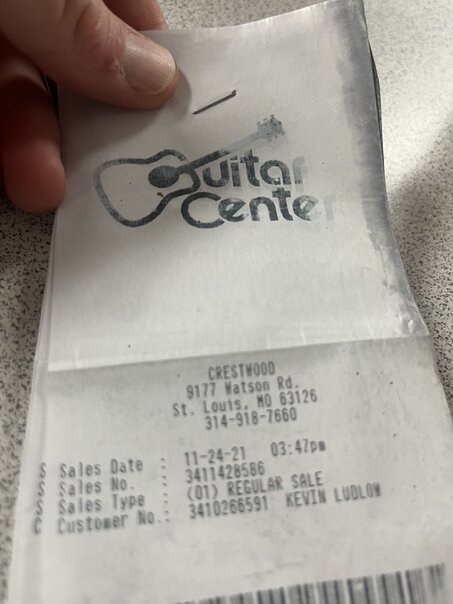 Guitar
Center
CRESTWOOD
9177 Watson Rd.
St. Louis, MO 63126
314-918-7660
S Sales Date : 11-24-21 03:47pm
S Sales No. : 3411428586
S Sales Type : (01) REGULAR SALE
C Customer No.: 3410266591 KEVIN LUDLOW